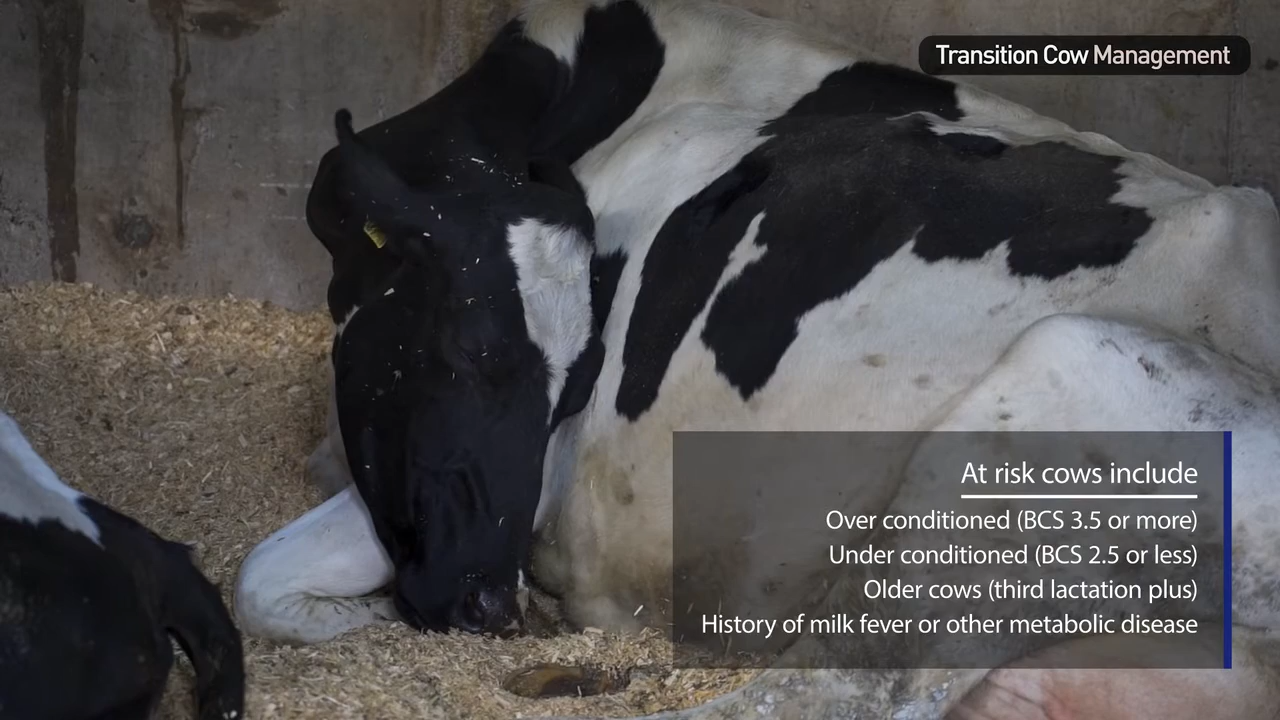 Transition Cow Management
At risk cows include
Over conditioned (BCS 3.5 or more)
Under conditioned (BCS 2.5 or less)
Older cows (third lactation plus)
History of milk fever or other metabolic disease